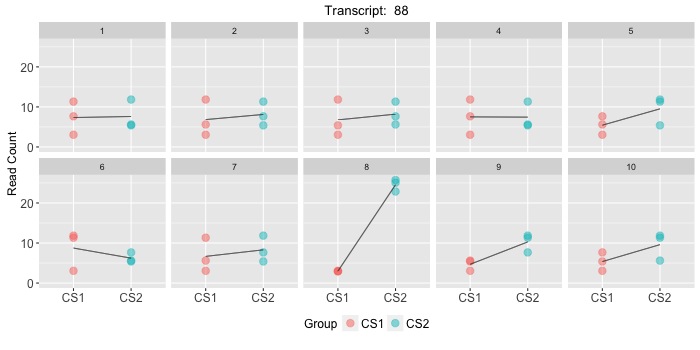 Transcript:  88
1 2 3 4 5
20
10
0
6 7 8 9 10
20
10
0
Read Count
CS1 CS2 CS1 CS2 CS1 CS2 CS1 CS2 CS1 CS2
Group CS1 CS2